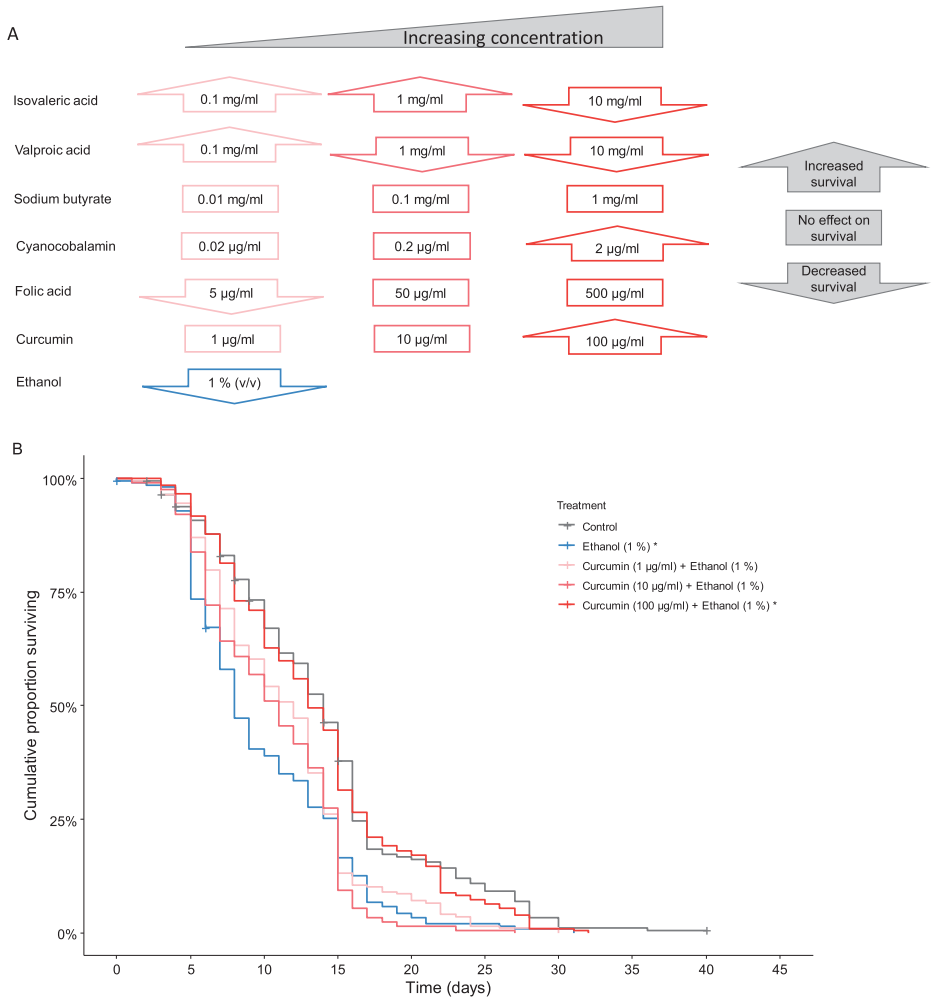 A
Increasing concentration
Isovaleric acid 0.1 mg/ml 1 mg/ml 10 mg/ml
Valproic acid 0.1 mg/ml 1 mg/ml 10 mg/ml
Increased
survival
Sodium butyrate 0.01 mg/ml 0.1 mg/ml 1 mg/ml
No effect on
survival
Cyanocobalamin 0.02 µg/ml 0.2 µg/ml 2 µg/ml
Decreased
survival
Folic acid 5 µg/ml 50 µg/ml 500 µg/ml
Curcumin 1 µg/ml 10 µg/ml 100 µg/ml
Ethanol 1 % (v/v)
B
Cumulative proportion surviving
100%
75%
50%
25%
0%
Treatment
Control
Ethanol (1 %) *
Curcumin (1 µg/ml) + Ethanol (1 %)
Curcumin (10 µg/ml) + Ethanol (1 %)
Curcumin (100 µg/ml) + Ethanol (1 %) *
0 5 10 15 20 25 30 35 40 45
Time (days)